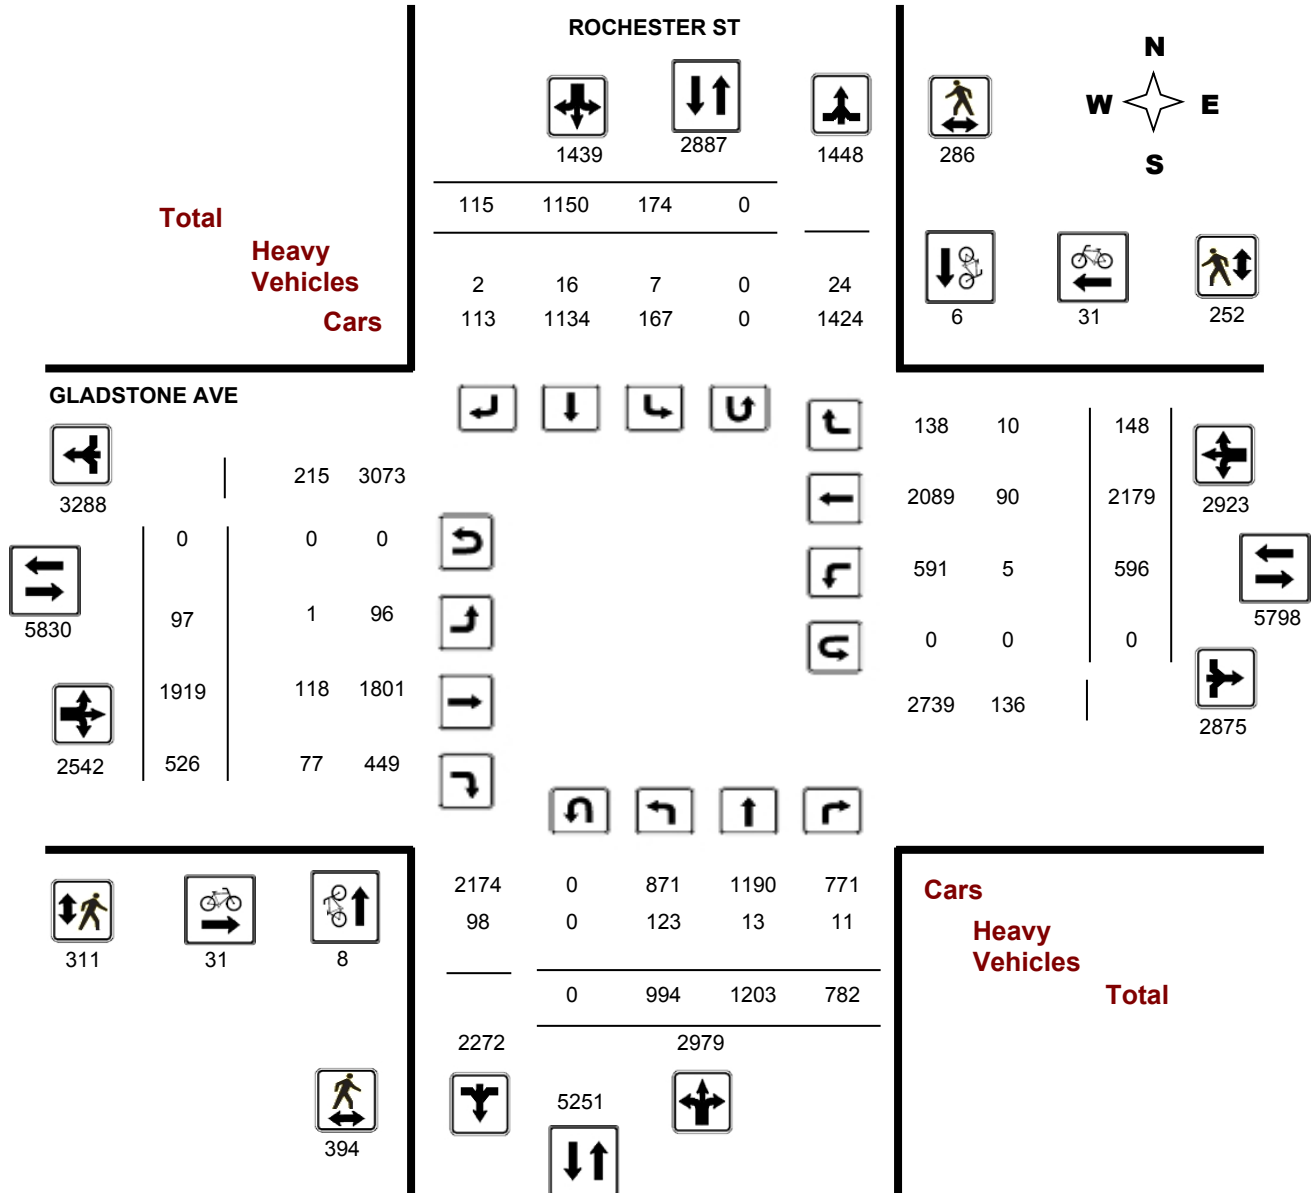 ROCHESTER ST
N
W E
S
1439 2887 1448 286
115 1150 174 0
Total
Heavy
Vehicles
2 16 7 0 24
Cars
113 1134 167 0 1424
6 31 252
GLADSTONE AVE
3288
215 3073
0 0 0
5830
97 1 96
1919 118 1801
2542
526 77 449
138 10 148
2089 90 2179
2923
591 5 596
5798
0 0 0
2739 136
2875
311 31 8
394
2174 0 871 1190 771
98 0 123 13 11
0 994 1203 782
2272 2979
5251
Cars
Heavy
Vehicles
Total